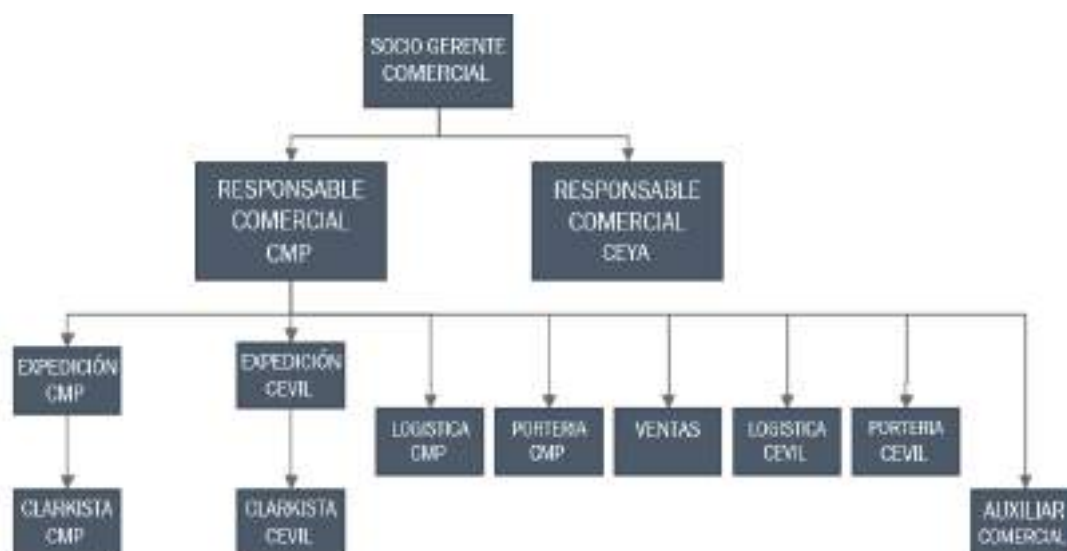 SOCIO GERENTE
COMERCIAL
RESPONSABLE
COMERCIAL
CMP
RESPONSABLE
COMERCIAL
CEYA
EXPEDICIÓN
CMP
EXPEDICIÓN
CEVIL
LOGISTICA
CMP
PORTERIA
CMP
VENTAS
LOGISTICA
CEVIL
PORTERIA
CEVIL
CLARKISTA
CMP
CLARKISTA
CEVIL
AUXILIAR
COMERCIAL